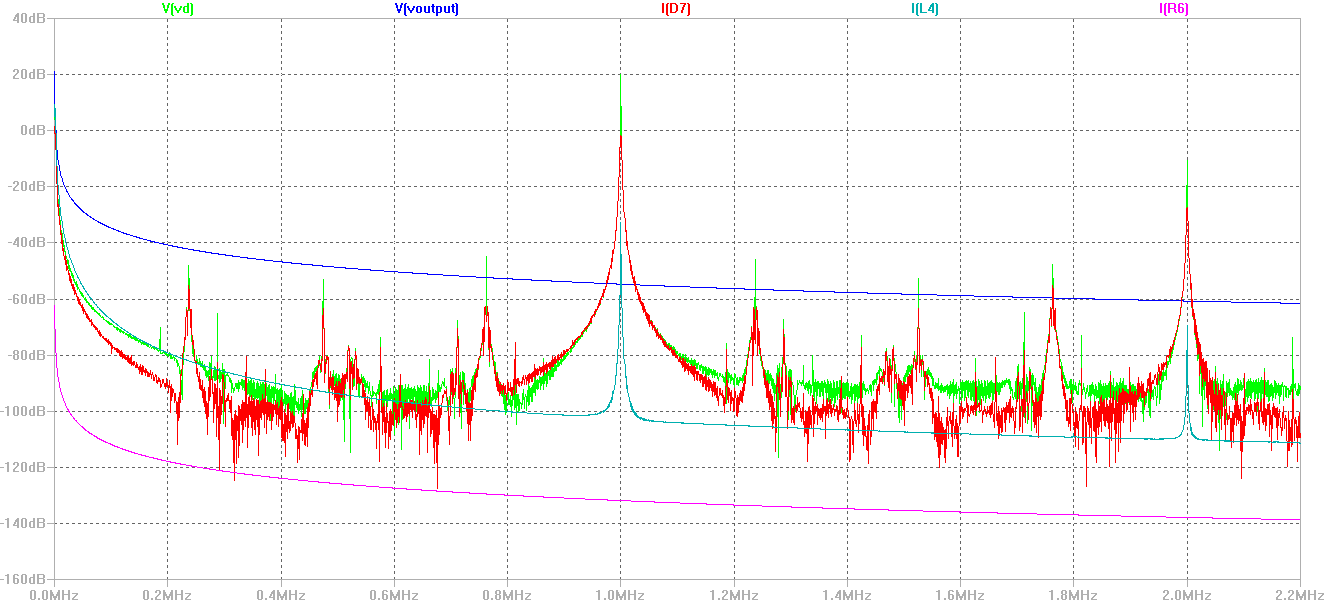 V(vd) V(voutput) I(D7) I(L4) I(R6)
40dB
20dB
0dB
-20dB
-40dB
-60dB
-80dB
-100dB
-120dB
-140dB
-160dB
0.0MHz 0.2MHz 0.4MHz 0.6MHz 0.8MHz 1.0MHz 1.2MHz 1.4MHz 1.6MHz 1.8MHz 2.0MHz 2.2MHz